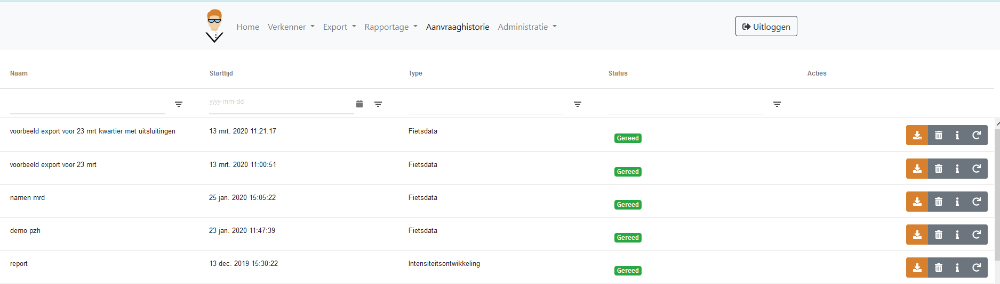 Home Verkenner Export Rapportage Aanvraaghistorie Administratie Uitloggen
Naam Starttijd Type Status Acties
yyyy-mm-dd
voorbeeld export voor 23 mrt kwartier met uitsluitingen 13 mrt. 2020 11:21:17 Fietsdata Gereed
voorbeeld export voor 23 mrt 13 mrt. 2020 11:00:51 Fietsdata Gereed
namen mrd 25 jan. 2020 15:05:22 Fietsdata Gereed
demo pzh 23 jan. 2020 11:47:39 Fietsdata Gereed
report 13 dec. 2019 15:30:22 Intensiteitsontwikkeling Gereed